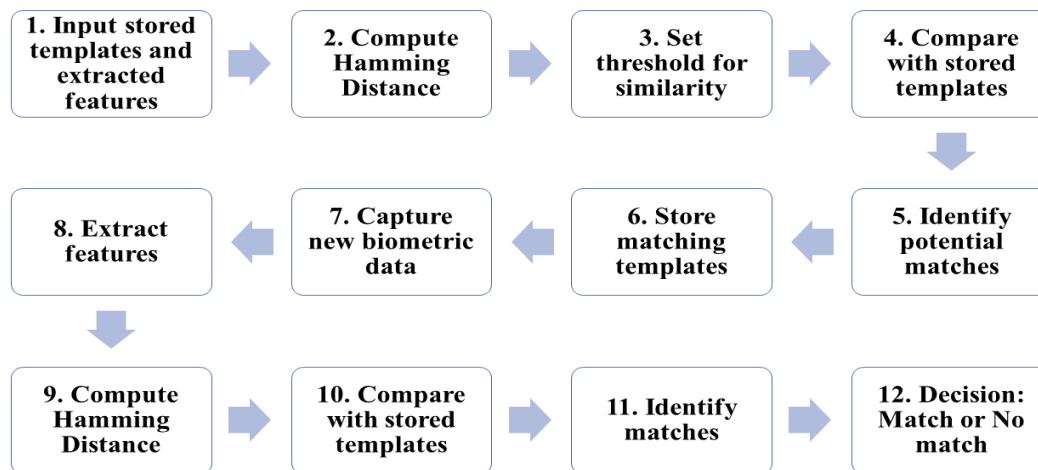 1. Input stored
templates and
extracted
features
2. Compute
Hamming
Distance
3. Set
threshold for
similarity
4. Compare
with stored
templates
5. Identify
potential
matches
6. Store
matching
templates
7. Capture
new biometric
data
8. Extract
features
9. Compute
Hamming
Distance
10. Compare
with stored
templates
11. Identify
matches
12. Decision:
Match or No
match